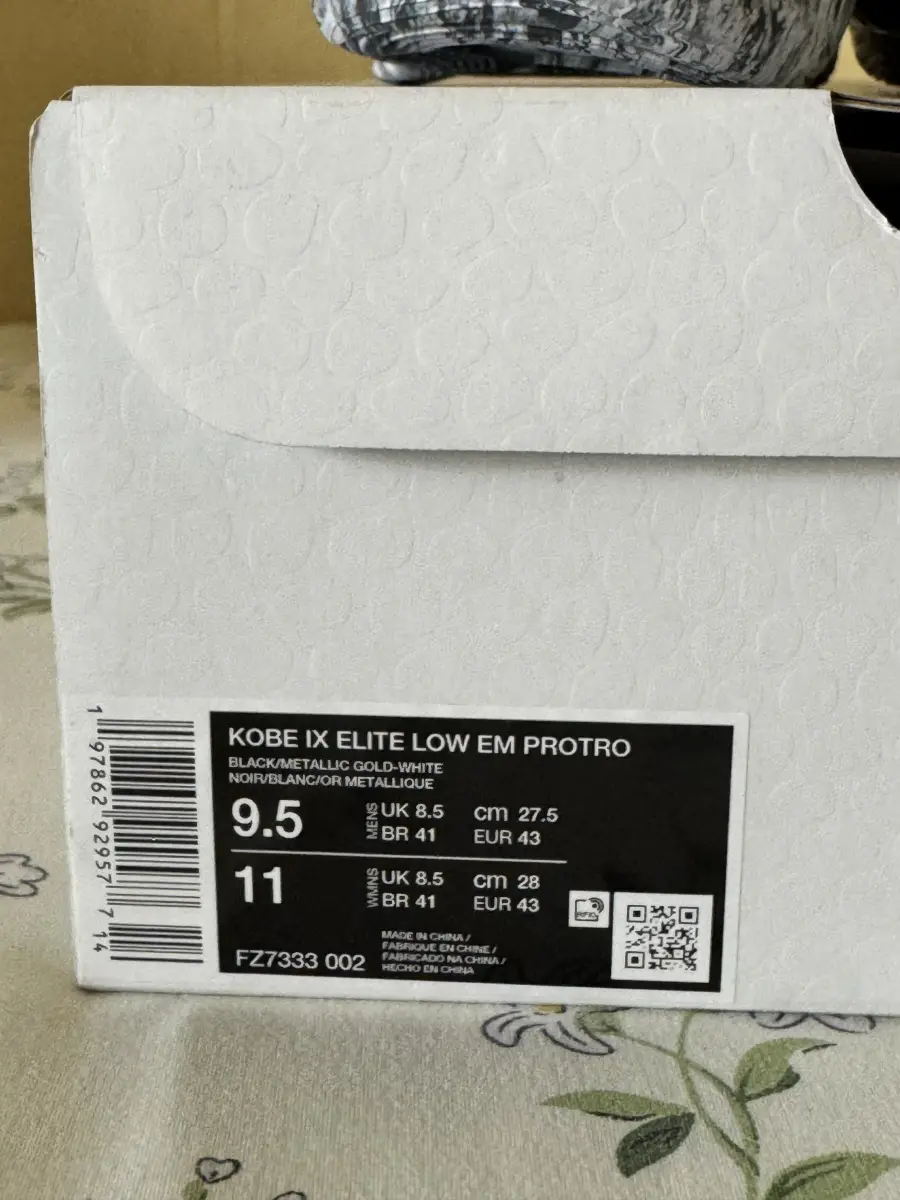 1 97862 92957 7 14
KOBE IX ELITE LOW EM PROTRO
BLACK/METALLIC GOLD-WHITE
NOIR/BLANC/OR METALLIQUE
9.5
MENS
UK 8.5 cm 27.5
BR 41 EUR 43
11
WMNS
UK 8.5 cm 28
BR 41 EUR 43
RFID
FZ7333 002
MADE IN CHINA /
FABRIQUE EN CHINE /
FABRICADO NA CHINA /
HECHO EN CHINA